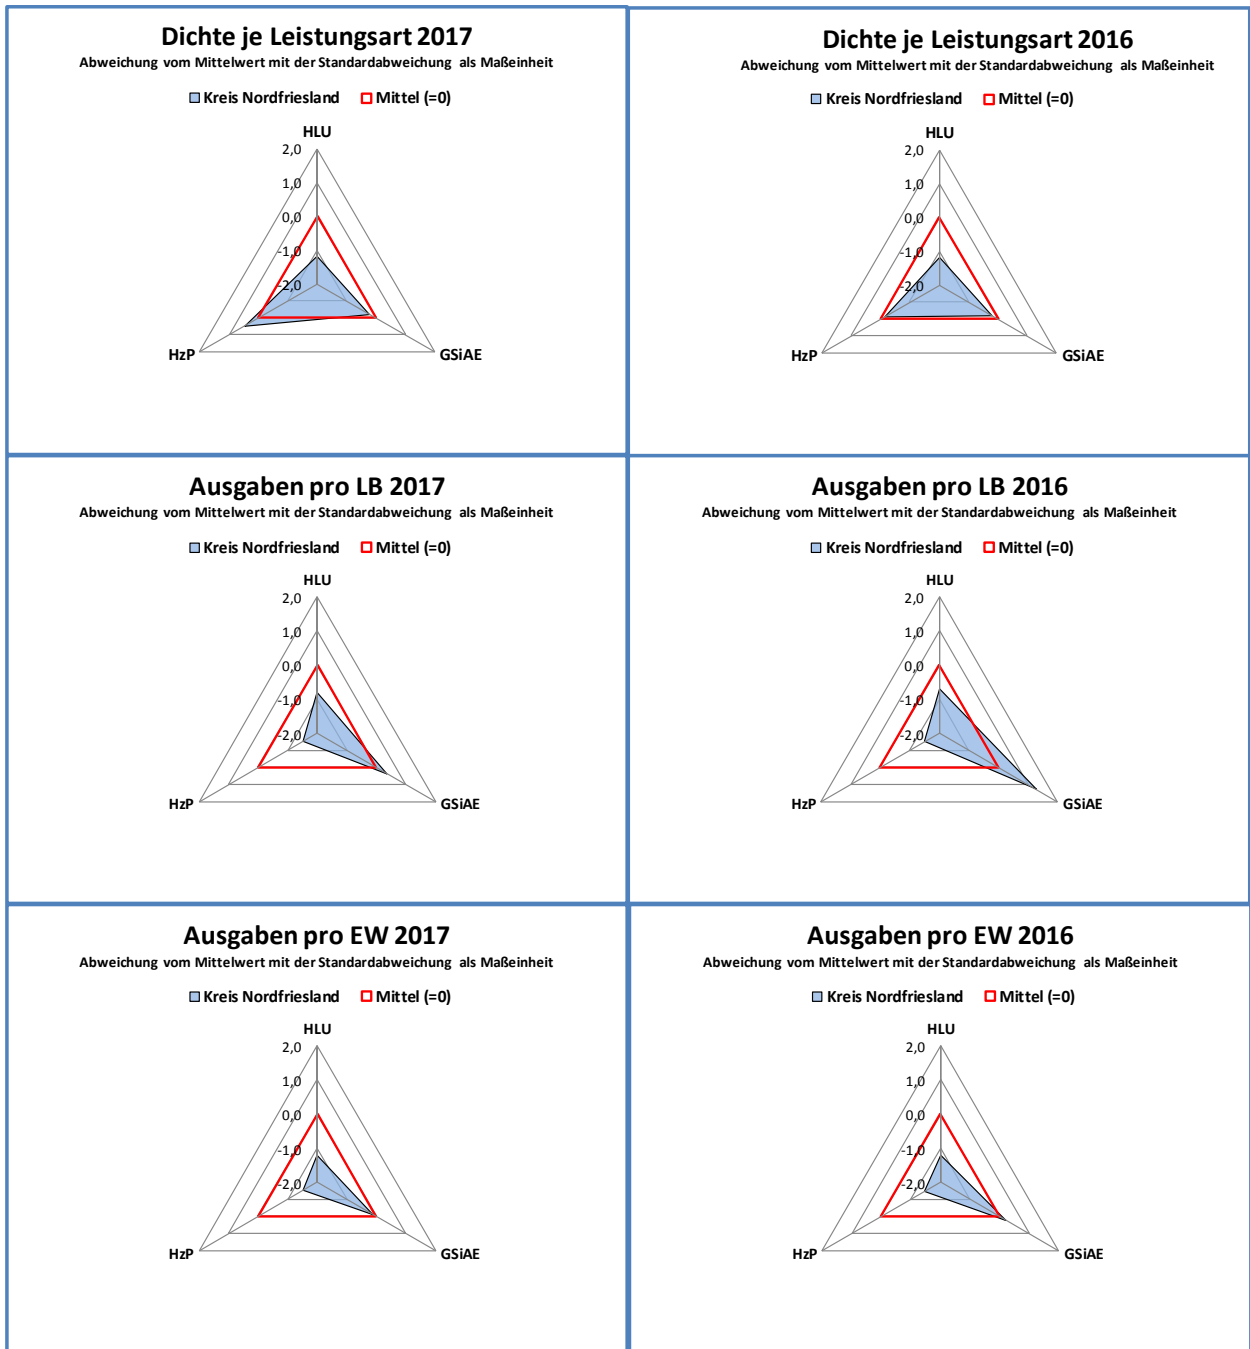 Dichte je Leistungsart 2017
Abweichung vom Mittelwert mit der Standardabweichung als Maßeinheit
Kreis Nordfriesland Mittel (=0)
HLU
2,0
1,0
0,0
-1,0
-2,0
HzP
GSiAE
Dichte je Leistungsart 2016
Abweichung vom Mittelwert mit der Standardabweichung als Maßeinheit
Kreis Nordfriesland Mittel (=0)
HLU
2,0
1,0
0,0
-1,0
-2,0
HzP
GSiAE
Ausgaben pro LB 2017
Abweichung vom Mittelwert mit der Standardabweichung als Maßeinheit
Kreis Nordfriesland Mittel (=0)
HLU
2,0
1,0
0,0
-1,0
-2,0
HzP
GSiAE
Ausgaben pro LB 2016
Abweichung vom Mittelwert mit der Standardabweichung als Maßeinheit
Kreis Nordfriesland Mittel (=0)
HLU
2,0
1,0
0,0
-1,0
-2,0
HzP
GSiAE
Ausgaben pro EW 2017
Abweichung vom Mittelwert mit der Standardabweichung als Maßeinheit
Kreis Nordfriesland Mittel (=0)
HLU
2,0
1,0
0,0
-1,0
-2,0
HzP
GSiAE
Ausgaben pro EW 2016
Abweichung vom Mittelwert mit der Standardabweichung als Maßeinheit
Kreis Nordfriesland Mittel (=0)
HLU
2,0
1,0
0,0
-1,0
-2,0
HzP
GSiAE